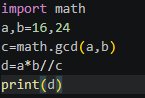 import math
a,b=16,24
c=math.gcd(a,b)
d=a*b//c
print(d)